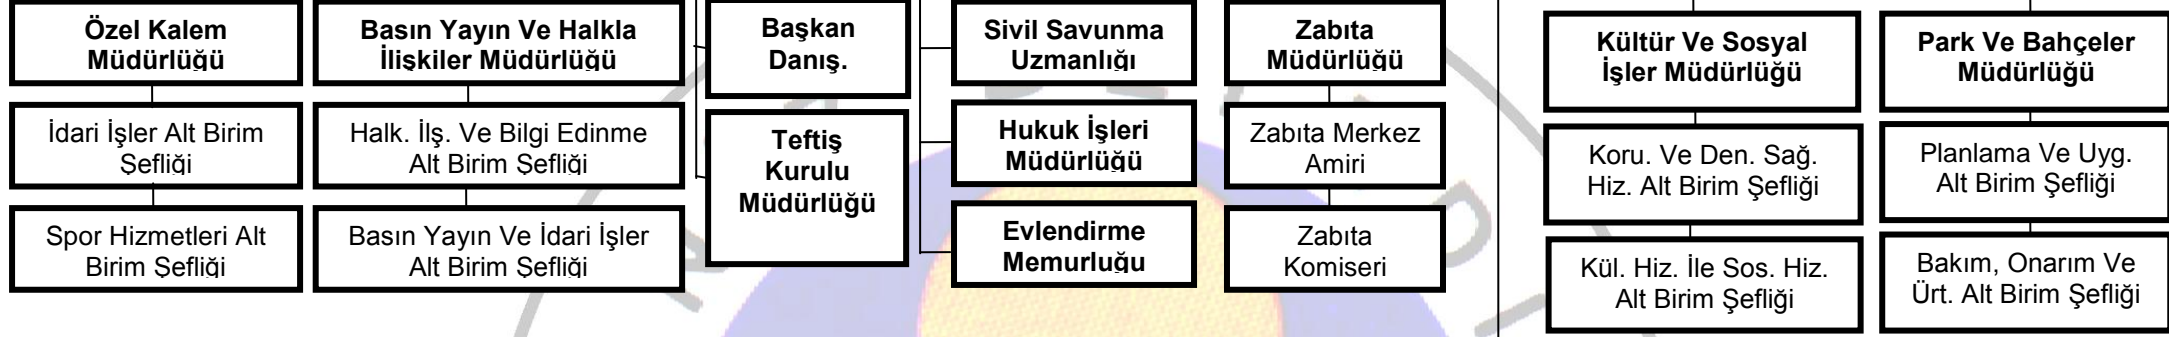 Özel Kalem
Müdürlüğü
İdari İşler Alt Birim
Şefliği
Spor Hizmetleri Alt
Birim Şefliği
Basın Yayın Ve Halkla
İlişkiler Müdürlüğü
Halk. İlş. Ve Bilgi Edinme
Alt Birim Şefliği
Basın Yayın Ve İdari İşler
Alt Birim Şefliği
Başkan
Danış.
Teftiş
Kurulu
Müdürlüğü
Sivil Savunma
Uzmanlığı
Hukuk İşleri
Müdürlüğü
Evlendirme
Memurluğu
Zabıta
Müdürlüğü
Zabıta Merkez
Amiri
Zabıta
Komiseri
Kültür Ve Sosyal
İşler Müdürlüğü
Koru. Ve Den. Sağ.
Hiz. Alt Birim Şefliği
Kül. Hiz. İle Sos. Hiz.
Alt Birim Şefliği
Park Ve Bahçeler
Müdürlüğü
Planlama Ve Uyg.
Alt Birim Şefliği
Bakım, Onarım Ve
Ürt. Alt Birim Şefliği